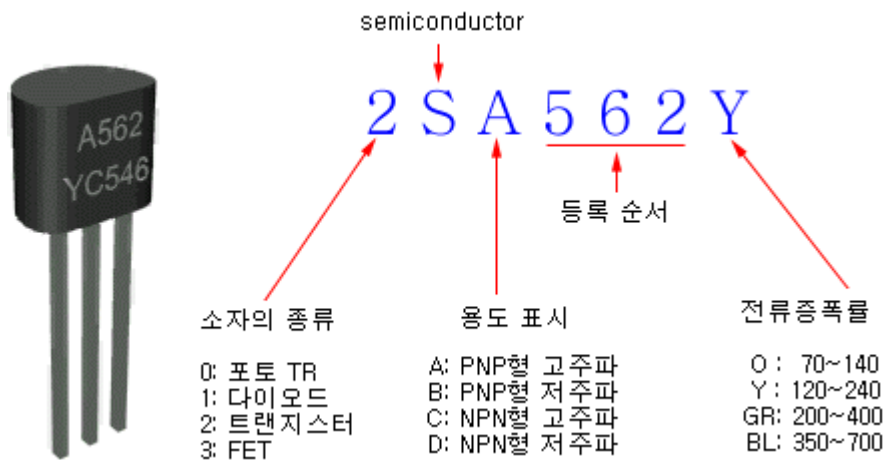 semiconductor
2 S A 5 6 2 Y
A562
YC546
등록 순서
소자의 종류
0: 포토 TR
1: 다이오드
2: 트랜지스터
3: FET
용도 표시
A: PNP형 고주파
B: PNP형 저주파
C: NPN형 고주파
D: NPN형 저주파
전류증폭률
O : 70~140
Y : 120~240
GR: 200~400
BL: 350~700